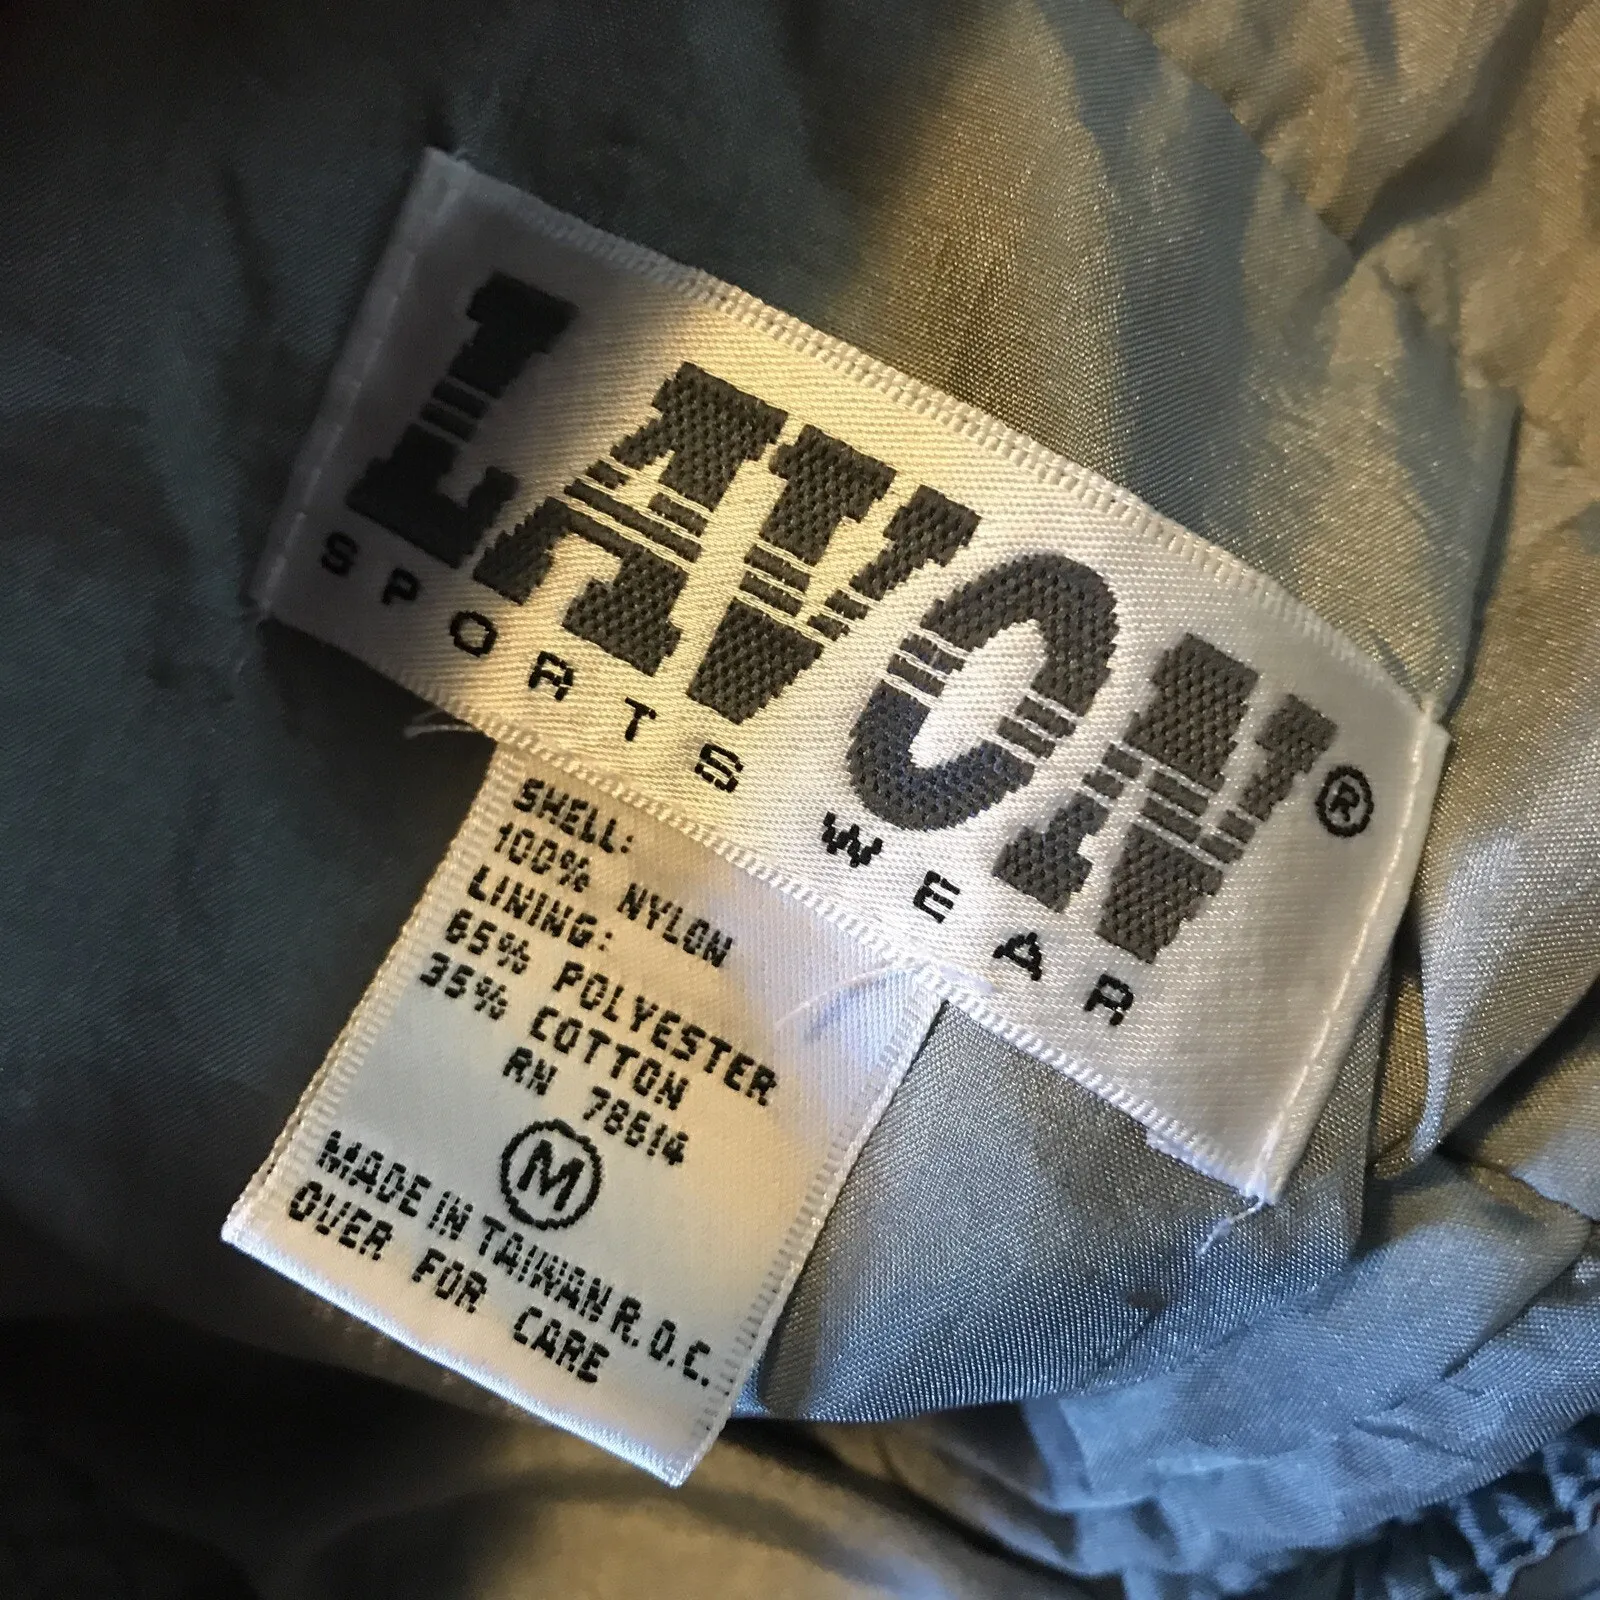 LAVON®
SPORTS WEAR
SHELL:
100% NYLON
LINING:
65% POLYESTER
35% COTTON
RN 78614
M
MADE IN TAIWAN R.O.C.
OVER FOR CARE